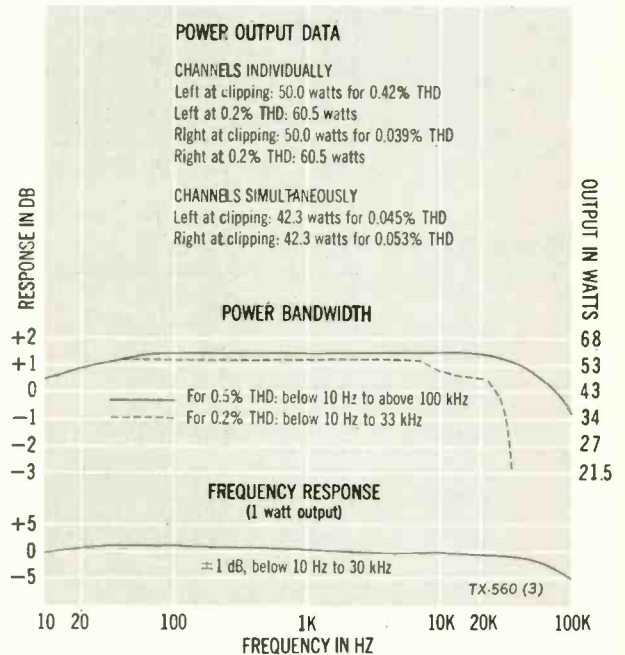 POWER OUTPUT DATA
CHANNELS INDIVIDUALLY
Left at clipping: 50.0 watts for 0.42% THD
Left at 0.2% THD: 60.5 watts
Right at clipping: 50.0 watts for 0.039% THD
Right at 0.2% THD: 60.5 watts
CHANNELS SIMULTANEOUSLY
Left at clipping: 42.3 watts for 0.045% THD
Right at clipping: 42.3 watts for 0.053% THD
RESPONSE IN DB
OUTPUT IN WATTS
POWER BANDWIDTH
+2 68
+1 53
0 43
For 0.5% THD: below 10 Hz to above 100 kHz
−1 34
For 0.2% THD: below 10 Hz to 33 kHz
−2 27
−3 21.5
FREQUENCY RESPONSE
(1 watt output)
+5
0
±1 dB, below 10 Hz to 30 kHz
−5
TX-560 (3)
10 20 100 1K 10K 20K 100K
FREQUENCY IN HZ